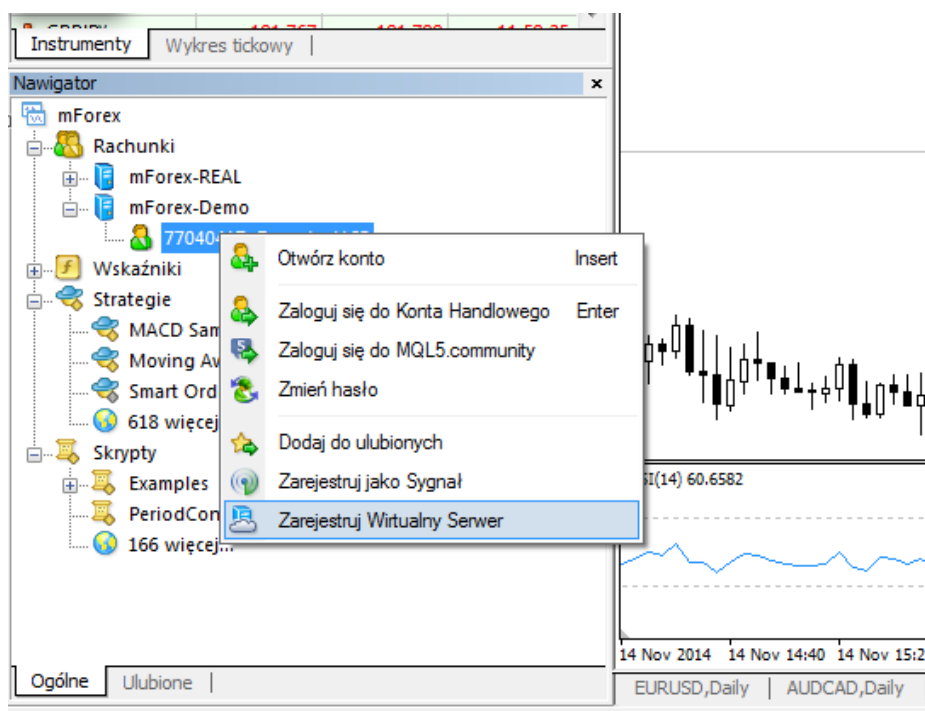 Instrumenty Wykres tickowy
Nawigator
mForex
Rachunki
mForex-REAL
mForex-Demo
Wskaźniki
Strategie
MACD Sam
Moving Av
Smart Ord
618 więcej
Skrypty
Examples
PeriodCon
166 więcej...
Otwórz konto Insert
Zaloguj się do Konta Handlowego Enter
Zaloguj się do MQL5.community
Zmień hasło
Dodaj do ulubionych
Zarejestruj jako Sygnał
Zarejestruj Wirtualny Serwer
Ogólne Ulubione
SI(14) 60.6582
14 Nov 2014 14 Nov 14:40 14 Nov 15:2
EURUSD,Daily AUDCAD,Daily